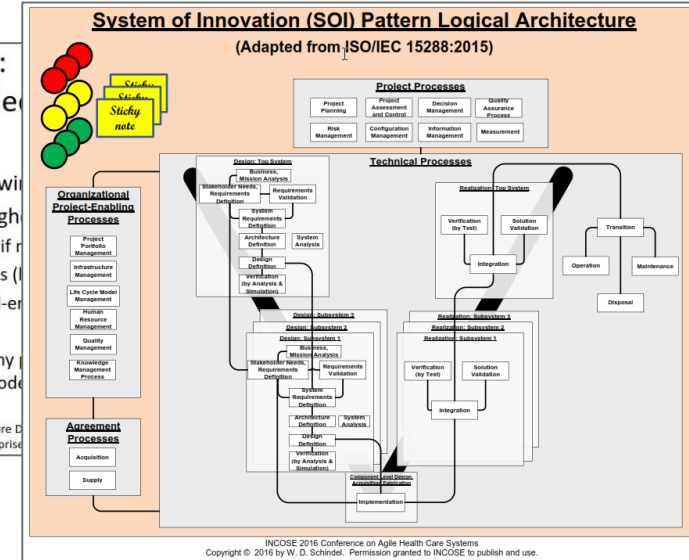 System of Innovation (SOI) Pattern Logical Architecture
(Adapted from ISO/IEC 15288:2015)
Sticky
note
Project Processes
Project
Planning
Project
Assessment
and Control
Decision
Management
Quality
Assurance
Process
Risk
Management
Configuration
Management
Information
Management
Measurement
Technical Processes
Organizational
Project-Enabling
Processes
Project
Portfolio
Management
Infrastructure
Management
Life Cycle Model
Management
Human
Resource
Management
Quality
Management
Knowledge
Management
Process
Agreement
Processes
Acquisition
Supply
Design: Top System
Business,
Mission Analysis
Stakeholder Needs,
Requirements
Definition
Requirements
Validation
System
Requirements
Definition
Architecture
Definition
System
Analysis
Design
Definition
Verification
(by Analysis &
Simulation)
Realization: Top System
Verification
(by Test)
Solution
Validation
Integration
Transition
Operation
Maintenance
Disposal
Design: Subsystem 3
Design: Subsystem 2
Design: Subsystem 1
Business,
Mission Analysis
Stakeholder Needs,
Requirements
Definition
Requirements
Validation
System
Requirements
Definition
Architecture
Definition
System
Analysis
Design
Definition
Verification
(by Analysis &
Simulation)
Realization: Subsystem 3
Realization: Subsystem 2
Realization: Subsystem 1
Verification
(by Test)
Solution
Validation
Integration
Component Level Design,
Acquisition, Fabrication
Implementation
INCOSE 2016 Conference on Agile Health Care Systems
Copyright © 2016 by W. D. Schindel. Permission granted to INCOSE to publish and use.